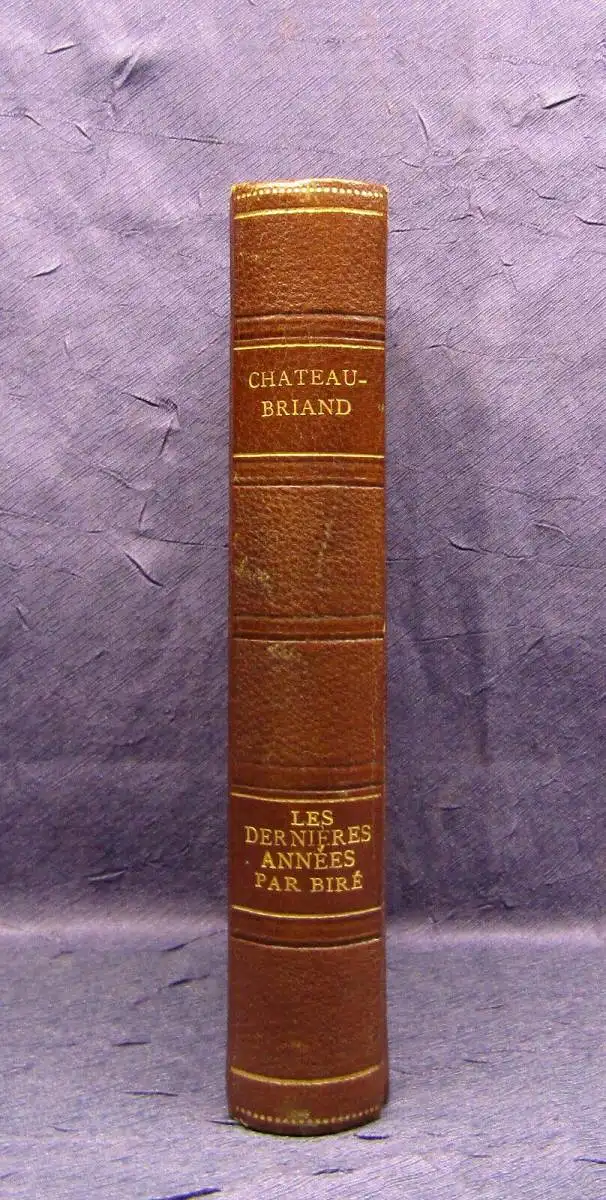 CHATEAU-
BRIAND
LES
DERNIÈRES
ANNÉES
PAR BIRÉ